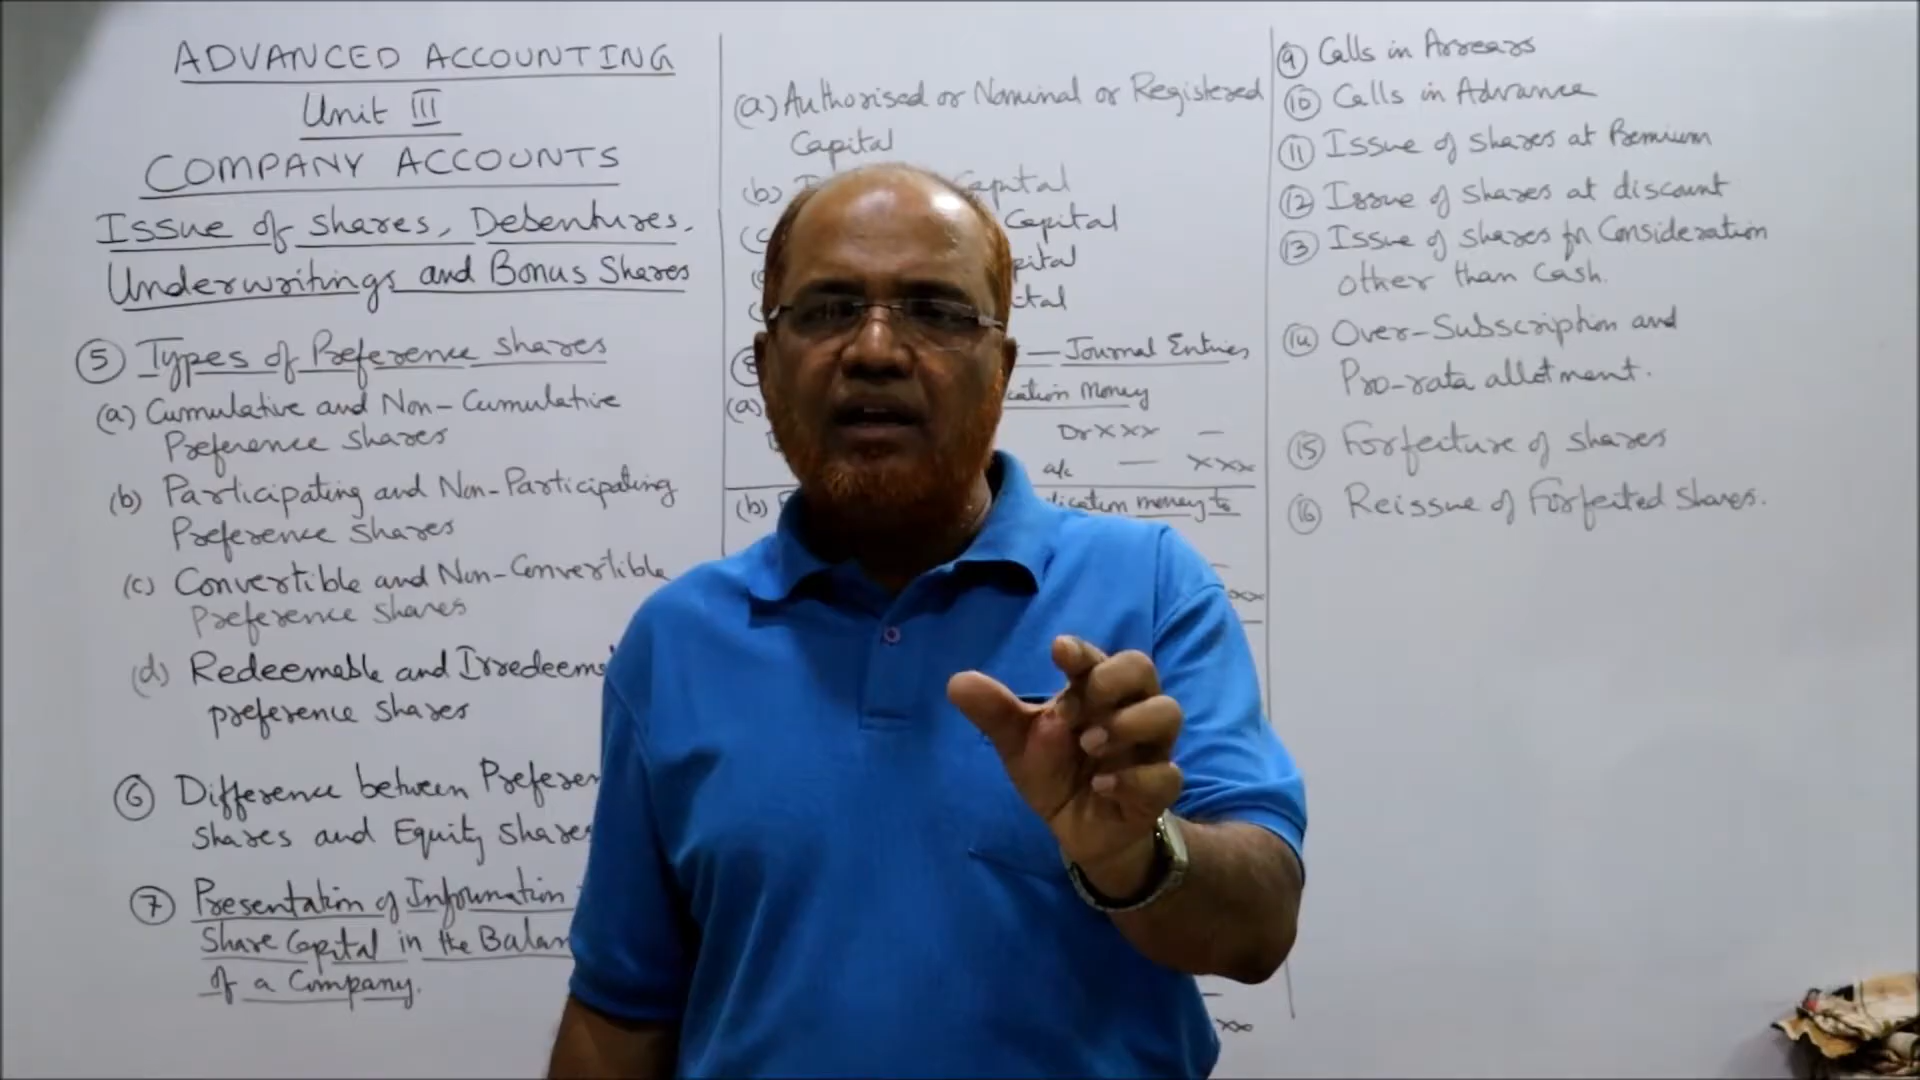 ADVANCED ACCOUNTING
Unit III
COMPANY ACCOUNTS
Issue of shares, Debentures,
Underwritings and Bonus Shares
⑤ Types of Preference shares
(a) Cumulative and Non-Cumulative
Preference shares
(b) Participating and Non-Participating
Preference shares
(c) Convertible and Non-Convertible
Preference shares
(d) Redeemable and
preference shares
⑥ Difference between
shares and Equity shares
⑦ Presentation of Information
Share Capital in the
of a Company.
(a) Authorised or Nominal or Registered
Capital
(b) Capital
Capital
— Journal Entries
(a) Money
Dr xxx —
a/c — xxx
(b) money to
xx
xx
⑨ Calls in Arrears
⑩ Calls in Advance
⑪ Issue of shares at Premium
⑫ Issue of shares at discount
⑬ Issue of shares for Consideration
other than Cash.
⑭ Over-Subscription and
Pro-rata allotment.
⑮ Forfeiture of shares
⑯ Reissue of Forfeited Shares.